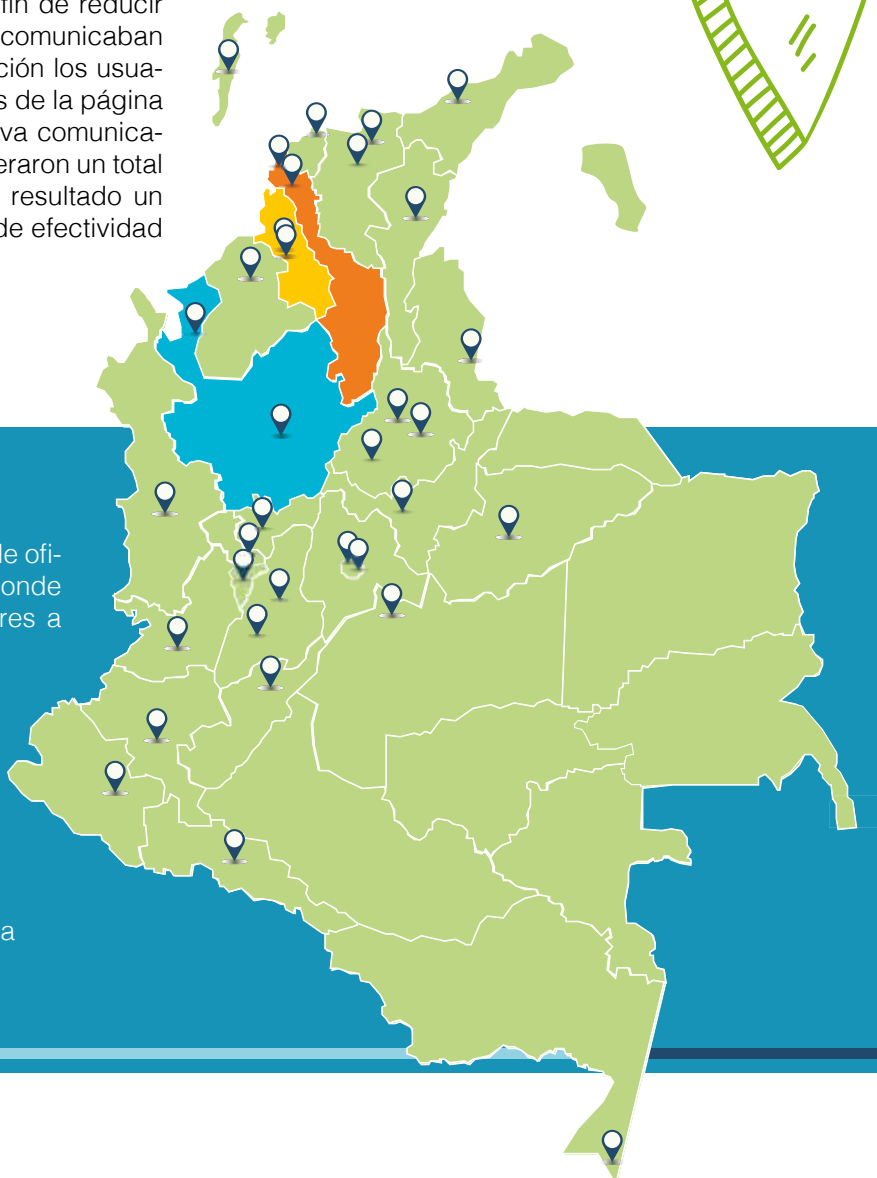 fin de reducir
comunicaban
ción los usua-
s de la página
va comunica-
eraron un total
resultado un
de efectividad
de ofi-
onde
res a
a